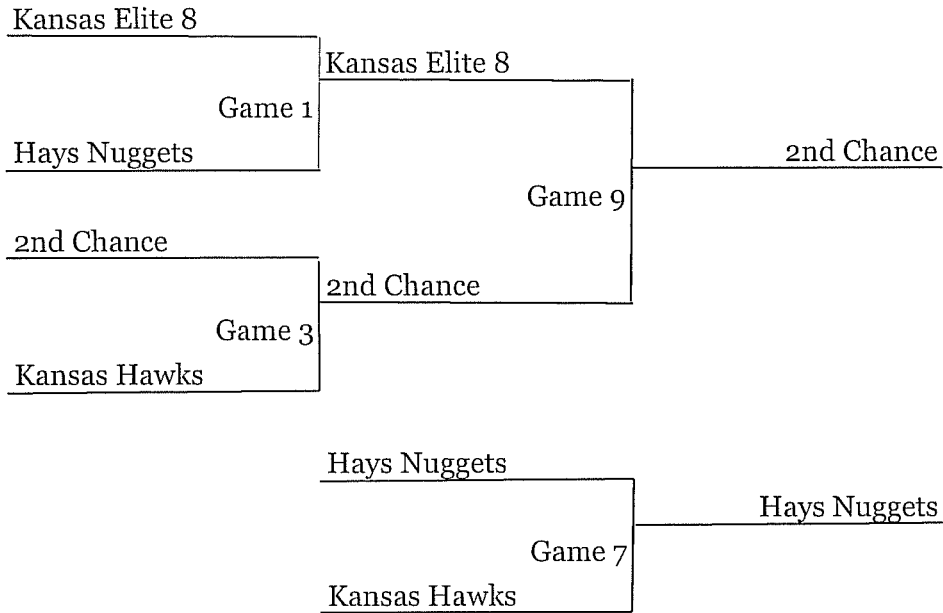 Kansas Elite 8
Kansas Elite 8
Game 1
Hays Nuggets
2nd Chance
Game 9
2nd Chance
2nd Chance
Game 3
Kansas Hawks
Hays Nuggets
Hays Nuggets
Game 7
Kansas Hawks